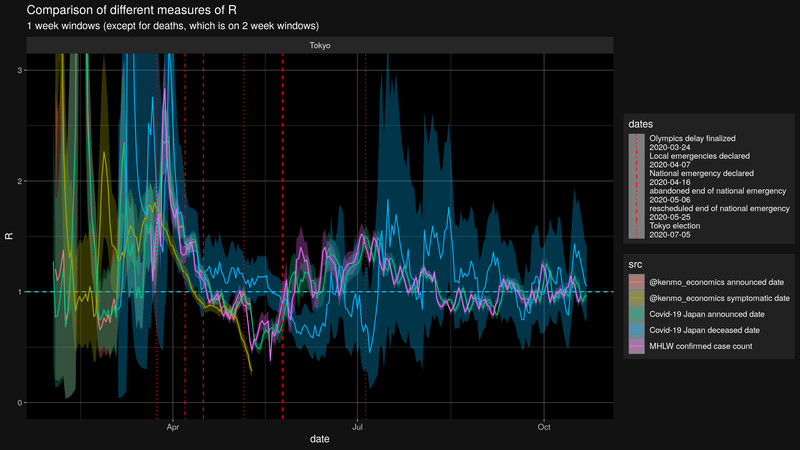 Comparison of different measures of R
1 week windows (except for deaths, which is on 2 week windows)
Tokyo
3
2
1
0
R
Apr
Jul
Oct
date
dates
Olympics delay finalized
2020-03-24
Local emergencies declared
2020-04-07
National emergency declared
2020-04-16
abandoned end of national emergency
2020-05-06
rescheduled end of national emergency
2020-05-25
Tokyo election
2020-07-05
src
@kenmo_economics announced date
@kenmo_economics symptomatic date
Covid-19 Japan announced date
Covid-19 Japan deceased date
MHLW confirmed case count